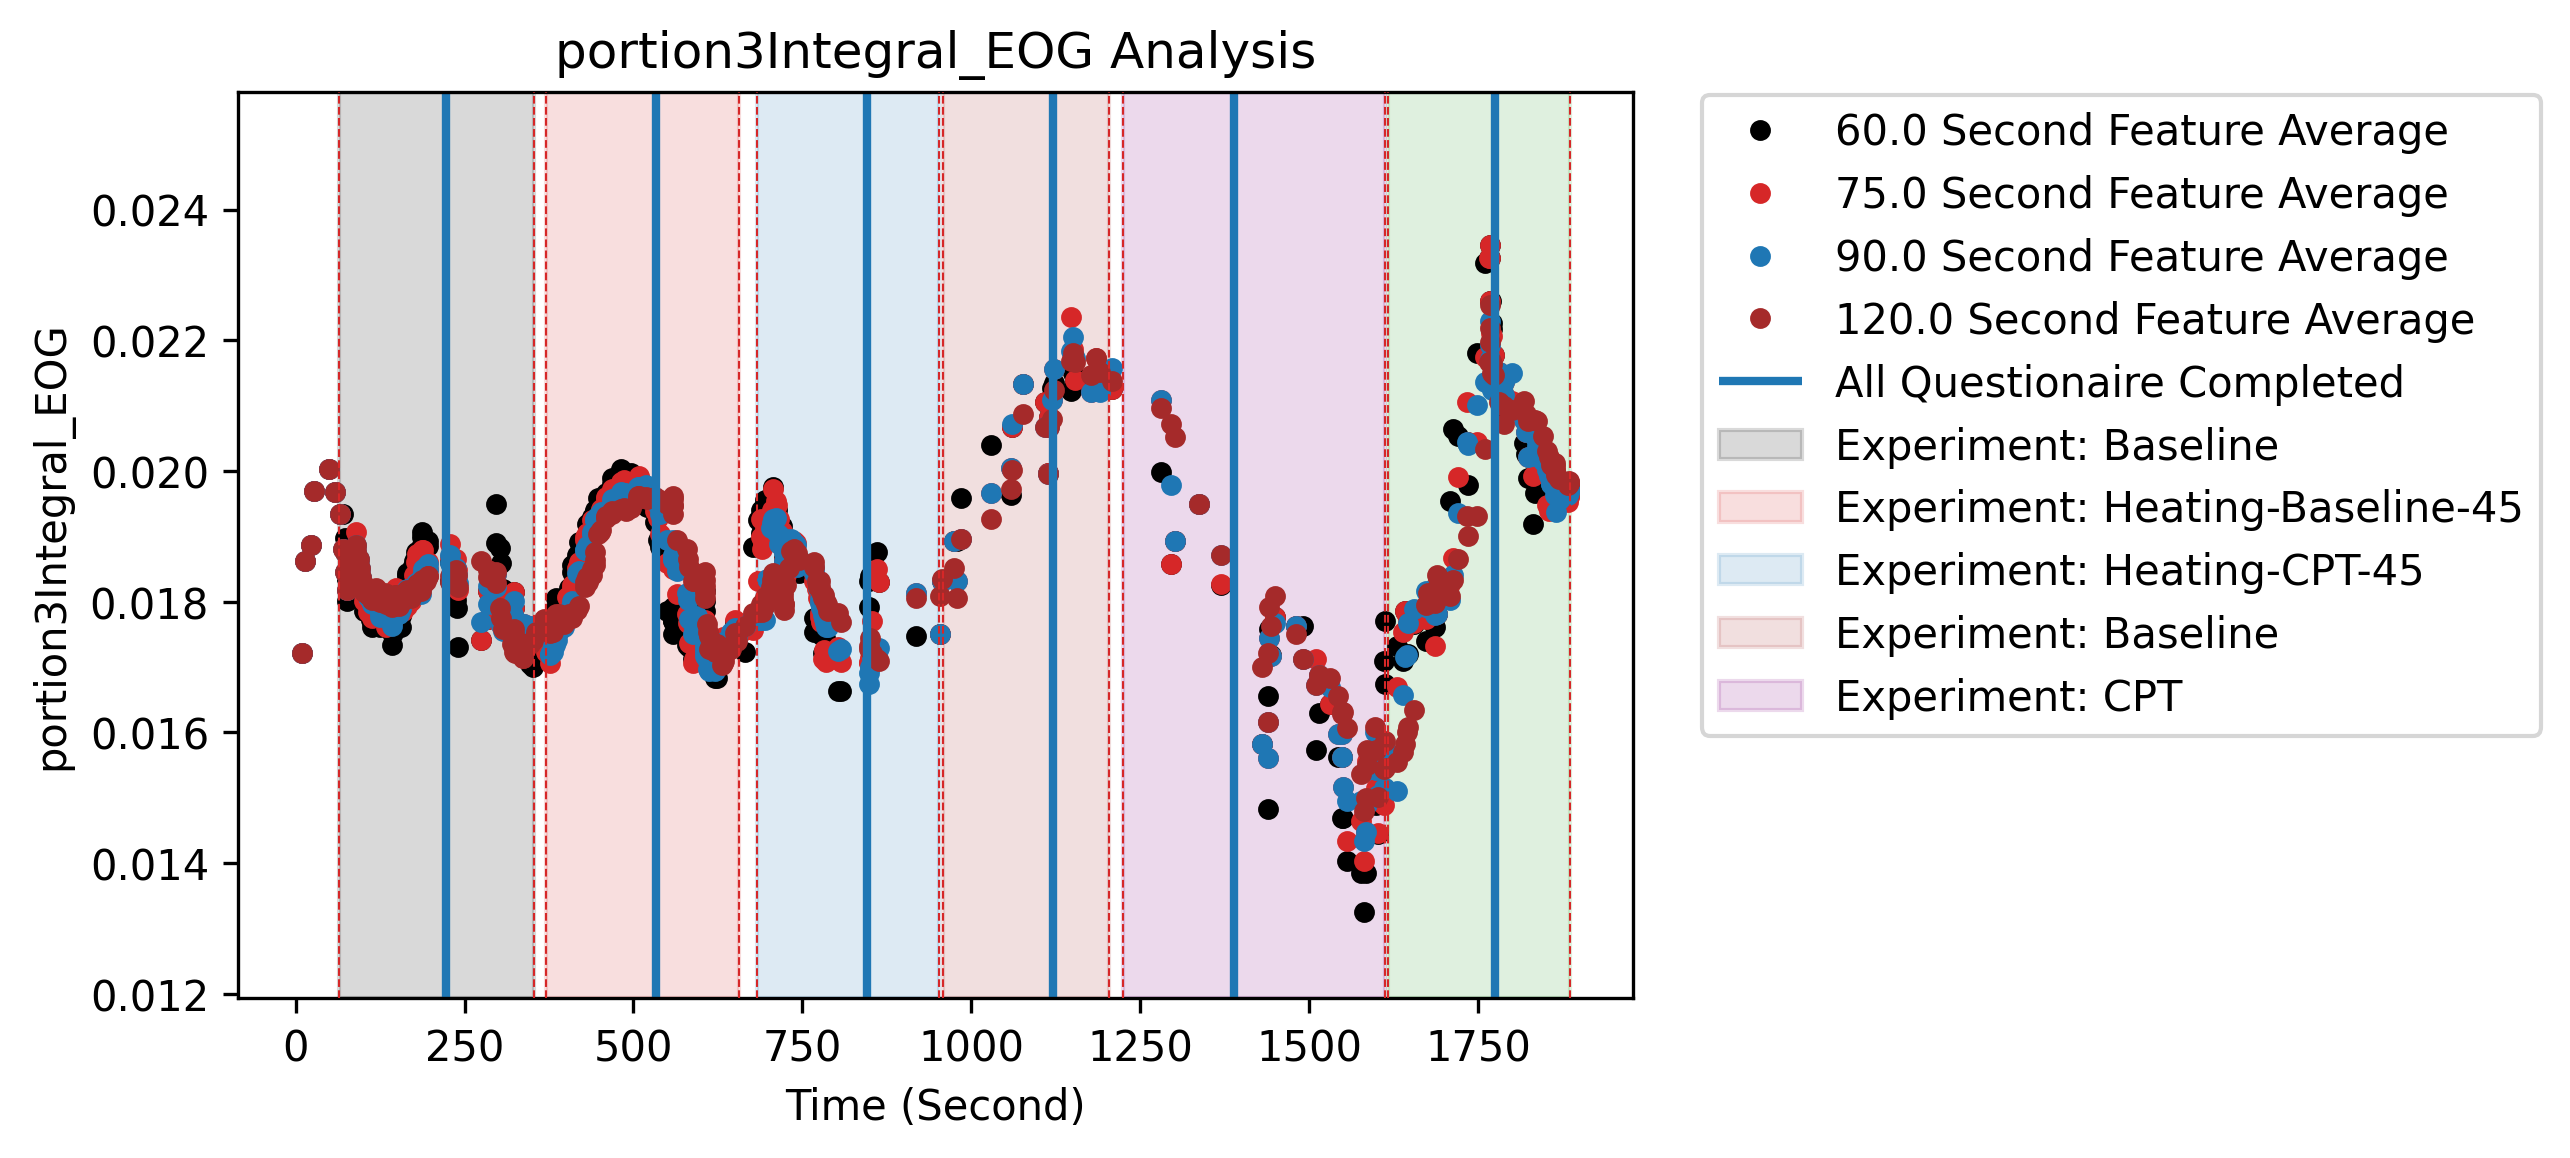 portion3Integral_EOG Analysis
portion3Integral_EOG
0.024
0.022
0.020
0.018
0.016
0.014
0.012
0 250 500 750 1000 1250 1500 1750
Time (Second)
60.0 Second Feature Average
75.0 Second Feature Average
90.0 Second Feature Average
120.0 Second Feature Average
All Questionaire Completed
Experiment: Baseline
Experiment: Heating-Baseline-45
Experiment: Heating-CPT-45
Experiment: Baseline
Experiment: CPT